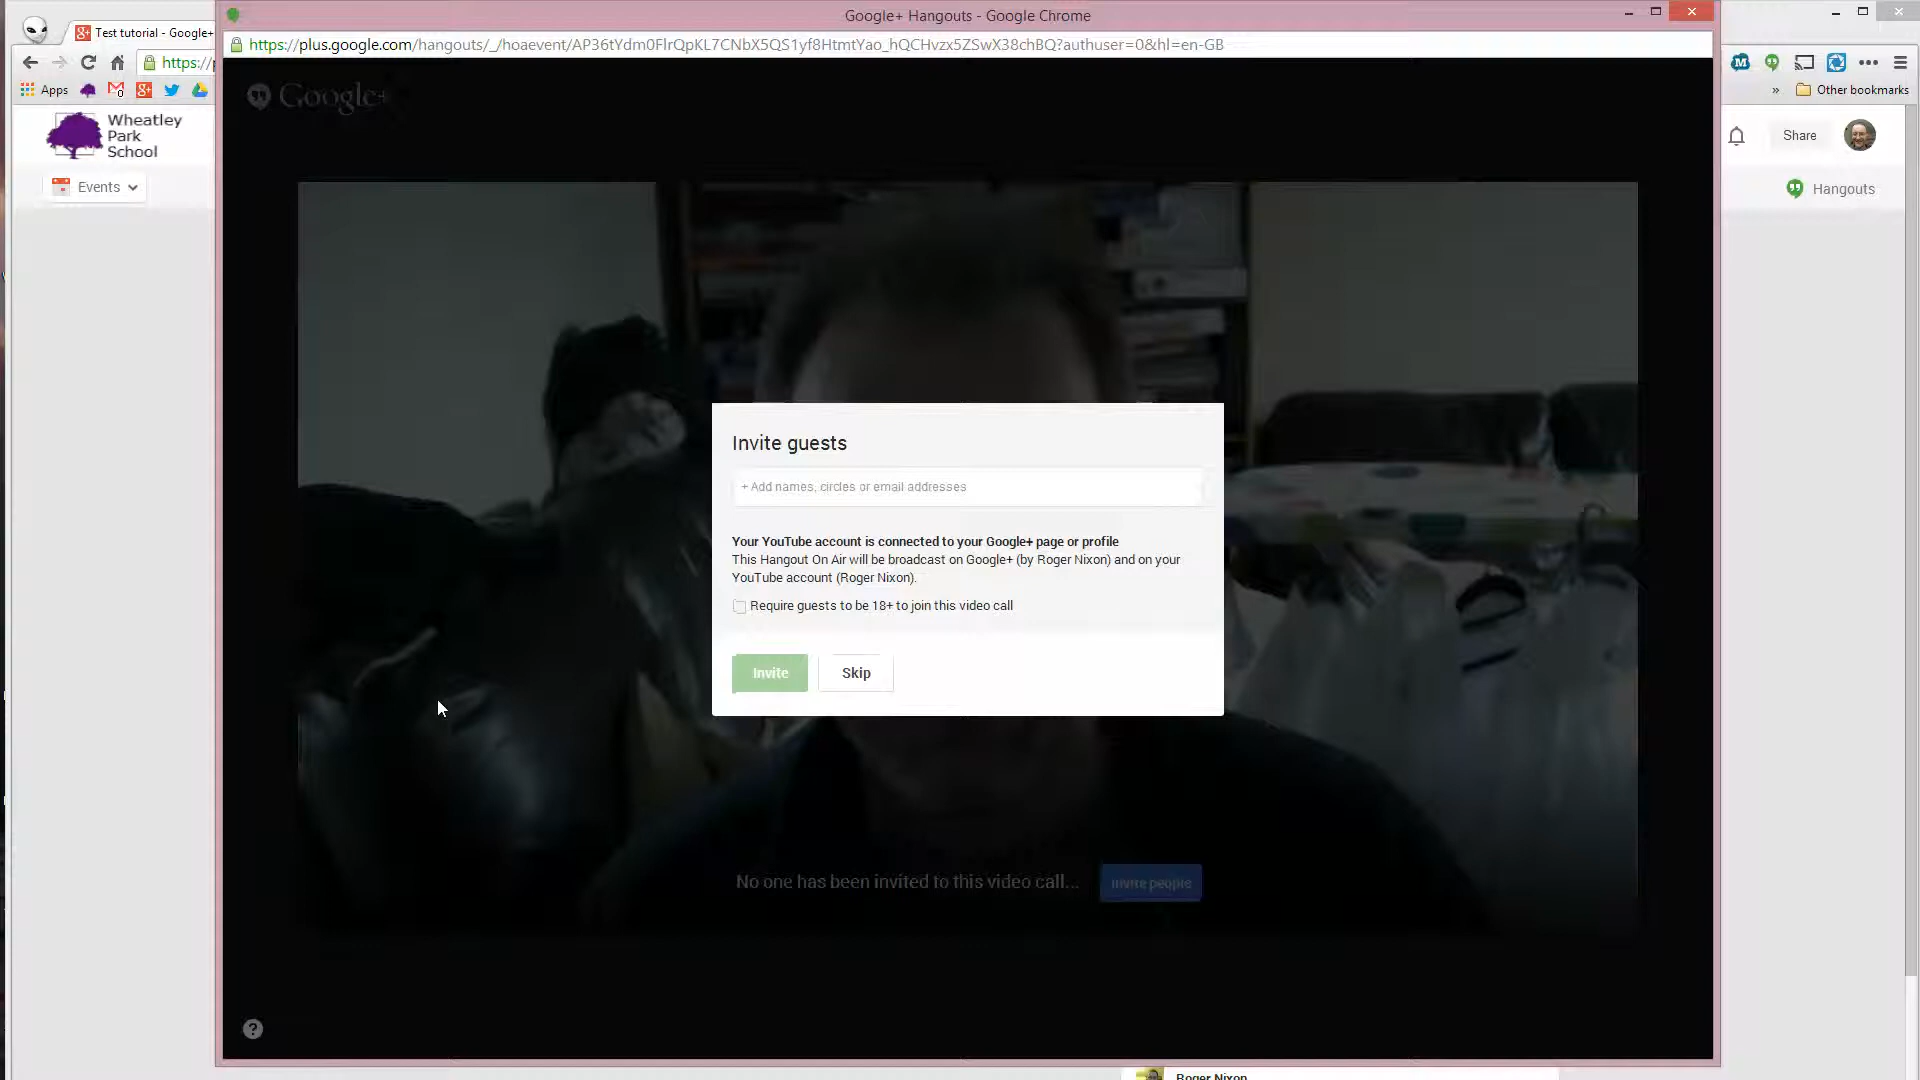 Google+ Hangouts - Google Chrome
Test tutorial - Google+
https://plus.google.com/hangouts/_/hoaevent/AP36tYdm0FlrQpKL7CNbX5QS1yf8HtmtYao_hQCHvzx5ZSwX38chBQ?authuser=0&hl=en-GB
https://p
Apps
» Other bookmarks
Google+
Wheatley
Park
School
Share
Events
Hangouts
Invite guests
+ Add names, circles or email addresses
Your YouTube account is connected to your Google+ page or profile
This Hangout On Air will be broadcast on Google+ (by Roger Nixon) and on your
YouTube account (Roger Nixon).
Require guests to be 18+ to join this video call
Invite Skip
No one has been invited to this video call... Invite people
?
Roger Nixon